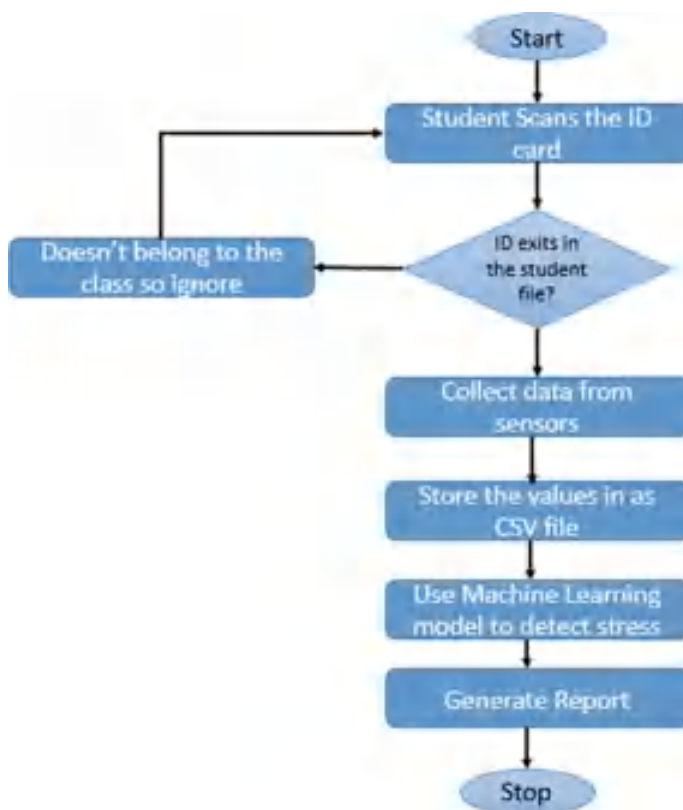 Start
Student Scans the ID
card
Doesn't belong to the
class so ignore
ID exits in
the student
file?
Collect data from
sensors
Store the values in as
CSV file
Use Machine Learning
model to detect stress
Generate Report
Stop